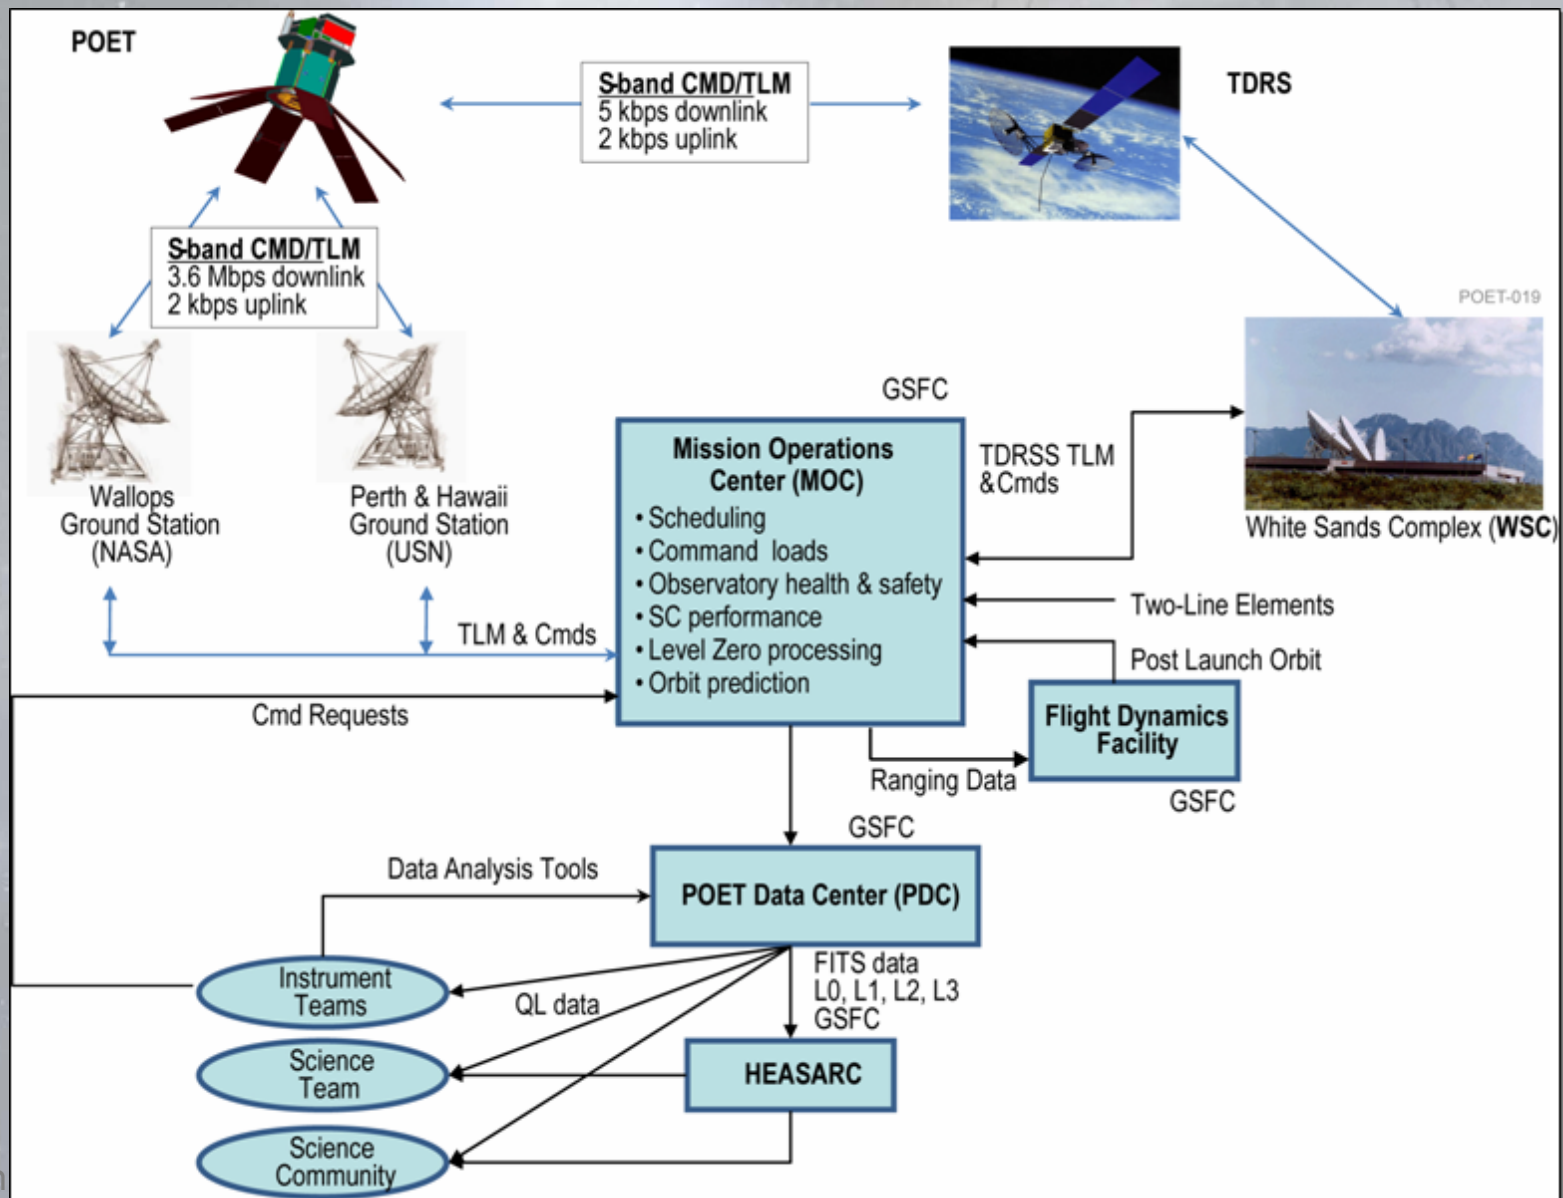 POET
S-band CMD/TLM
5 kbps downlink
2 kbps uplink
TDRS
S-band CMD/TLM
3.6 Mbps downlink
2 kbps uplink
POET-019
Wallops
Ground Station
(NASA)
Perth & Hawaii
Ground Station
(USN)
GSFC
Mission Operations
Center (MOC)
• Scheduling
• Command loads
• Observatory health & safety
• SC performance
• Level Zero processing
• Orbit prediction
TDRSS TLM
&Cmds
White Sands Complex (WSC)
Two-Line Elements
Post Launch Orbit
TLM & Cmds
Cmd Requests
Flight Dynamics
Facility
Ranging Data
GSFC
GSFC
Data Analysis Tools
POET Data Center (PDC)
FITS data
L0, L1, L2, L3
GSFC
Instrument
Teams
QL data
Science
Team
HEASARC
Science
Community